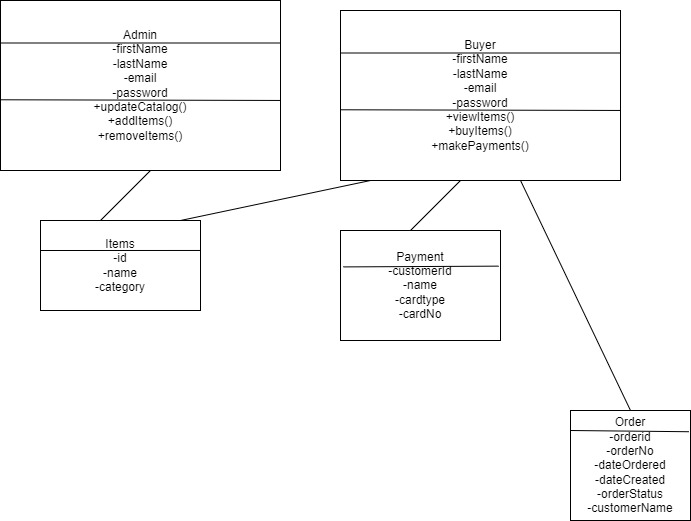 Admin
-firstName
-lastName
-email
-password
+updateCatalog()
+addItems()
+removeItems()
Buyer
-firstName
-lastName
-email
-password
+viewItems()
+buyItems()
+makePayments()
Items
-id
-name
-category
Payment
-customerId
-name
-cardtype
-cardNo
Order
-orderid
-orderNo
-dateOrdered
-dateCreated
-orderStatus
-customerName